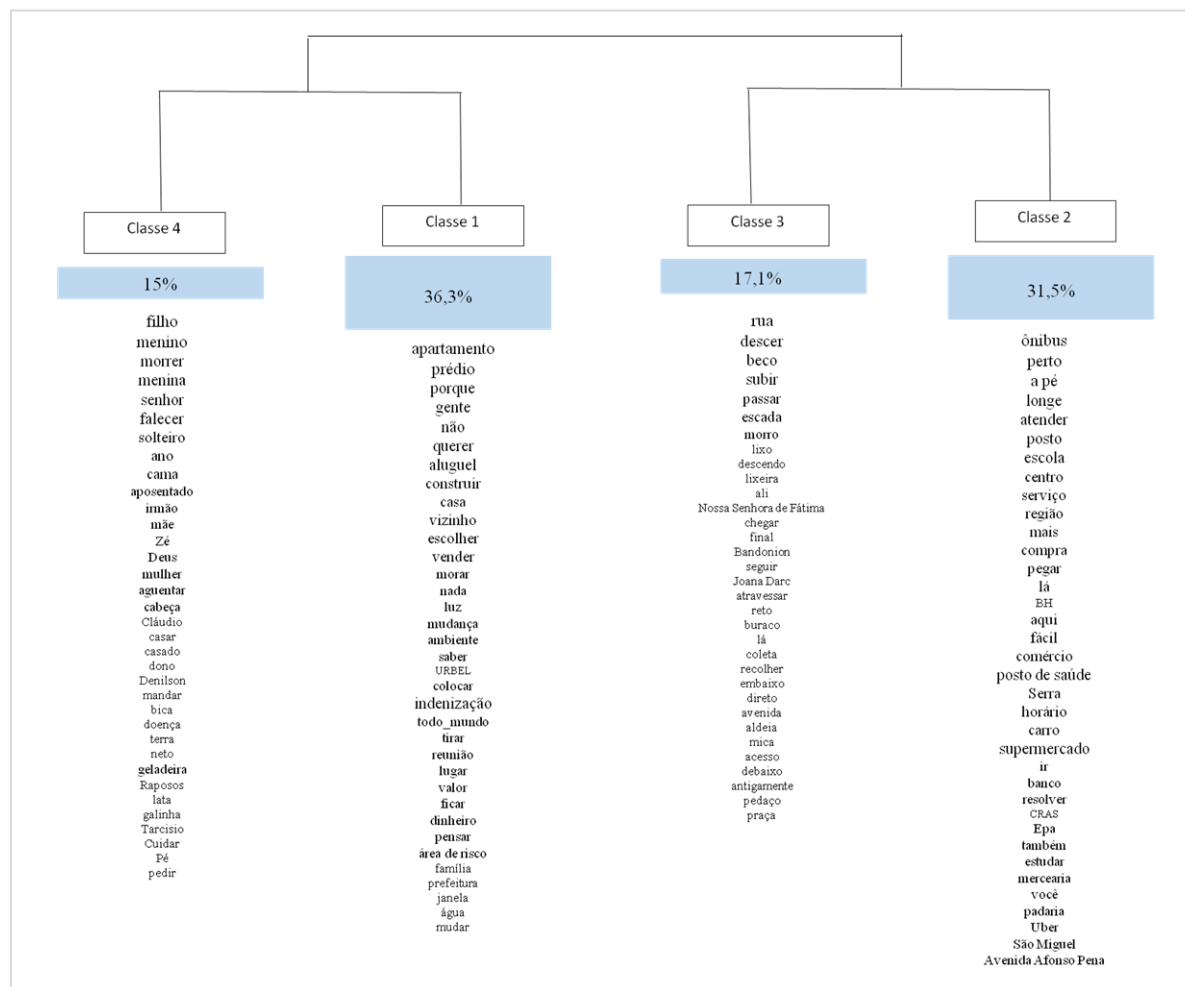 Classe 4
15%
filho
menino
morrer
menina
senhor
falecer
solteiro
ano
cama
aposentado
irmão
mãe
Zé
Deus
mulher
aguentar
cabeça
Cláudio
casar
casado
dono
Denilson
mandar
bica
doença
terra
neto
geladeira
Raposos
lata
galinha
Tarcisio
Cuidar
Pé
pedir
Classe 1
36,3%
apartamento
prédio
porque
gente
não
querer
aluguel
construir
casa
vizinho
escolher
vender
morar
nada
luz
mudança
ambiente
saber
URBEL
colocar
indenização
todo_mundo
tirar
reunião
lugar
valor
ficar
dinheiro
pensar
área de risco
família
prefeitura
janela
água
mudar
Classe 3
17,1%
rua
descer
beco
subir
passar
escada
morro
lixo
descendo
lixeira
ali
Nossa Senhora de Fátima
chegar
final
Bandonion
seguir
Joana Darc
atravessar
reto
buraco
lá
coleta
recolher
embaixo
direto
avenida
aldeia
mica
acesso
debaixo
antigamente
pedaço
praça
Classe 2
31,5%
ônibus
perto
a pé
longe
atender
posto
escola
centro
serviço
região
mais
compra
pegar
lá
BH
aqui
fácil
comércio
posto de saúde
Serra
horário
carro
supermercado
ir
banco
resolver
CRAS
Epa
também
estudar
mercearia
você
padaria
Uber
São Miguel
Avenida Afonso Pena